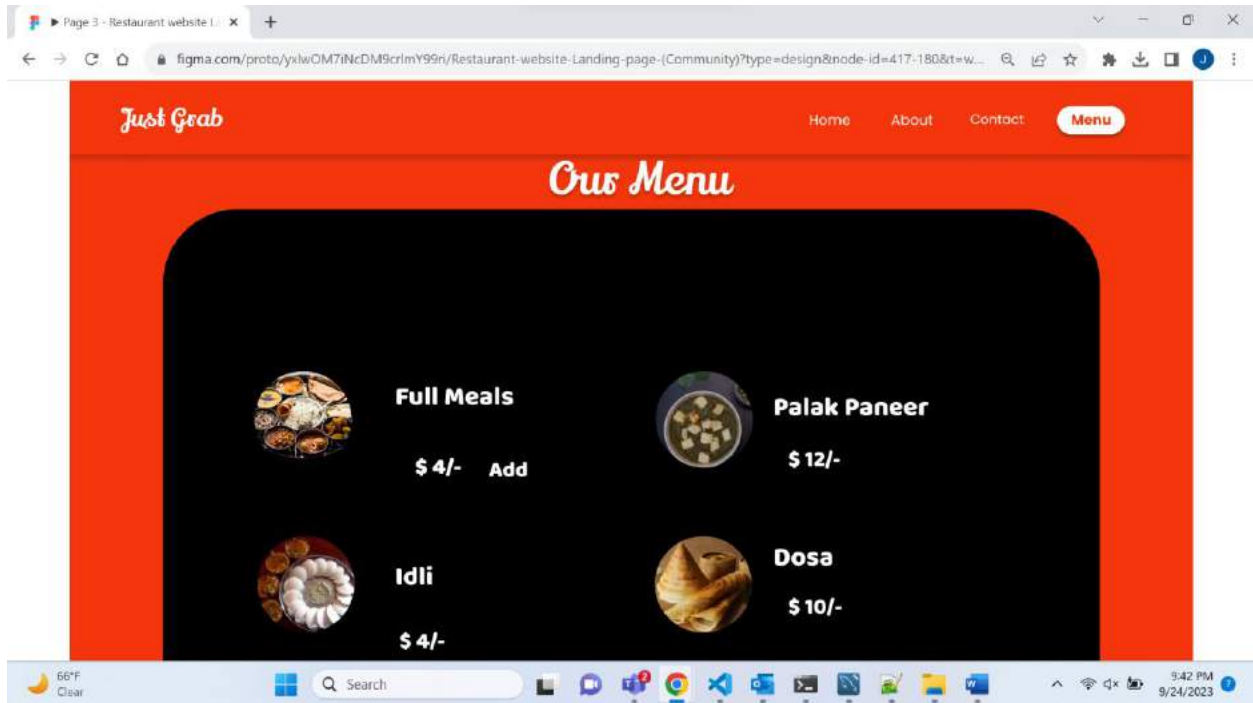 Page 3 - Restaurant website L
figma.com/proto/yxlwOM7iNcDM9crlmY99ri/Restaurant-website-Landing-page-(Community)?type=design&node-id=417-180&t=w...
Just Grab
Home About Contact Menu
Our Menu
Full Meals
$ 4/- Add
Palak Paneer
$ 12/-
Idli
$ 4/-
Dosa
$ 10/-
66°F
Clear
Search
9:42 PM
9/24/2023